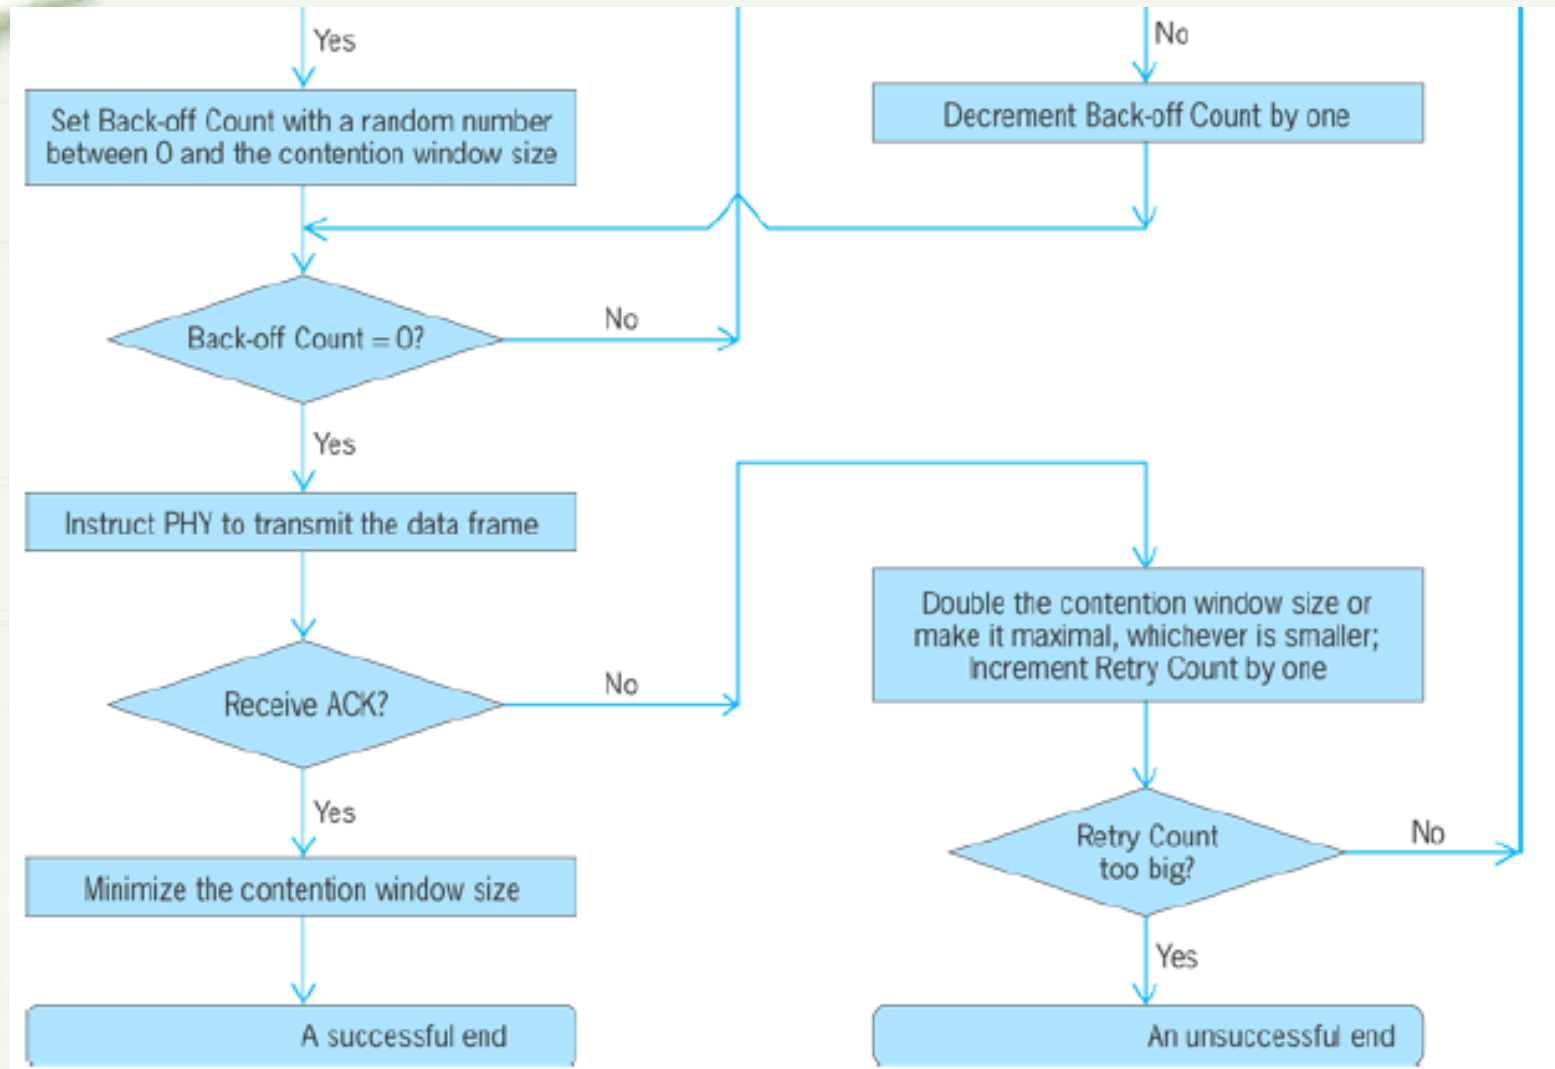 Yes
No
Set Back-off Count with a random number
between 0 and the contention window size
Decrement Back-off Count by one
Back-off Count = 0?
No
Yes
Instruct PHY to transmit the data frame
Double the contention window size or
make it maximal, whichever is smaller;
Increment Retry Count by one
Receive ACK?
No
Yes
Retry Count
too big?
No
Minimize the contention window size
Yes
A successful end
An unsuccessful end